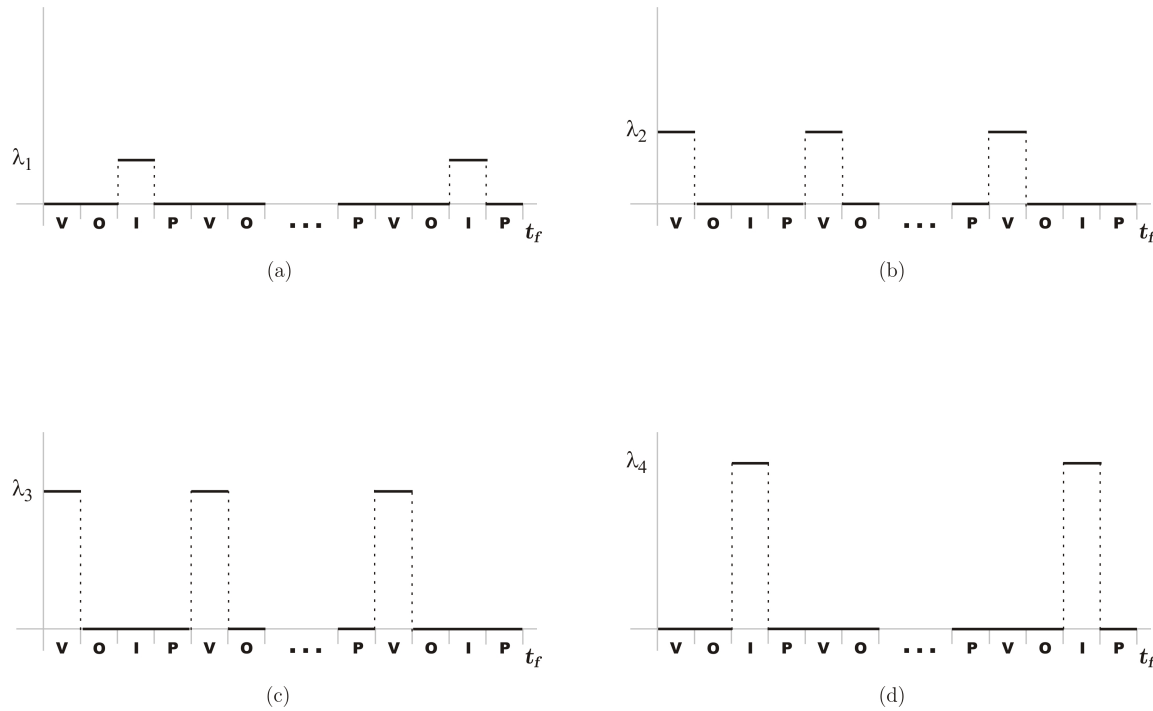 λ1
V O I P V O ... P V O I P tf
(a)
λ2
V O I P V O ... P V O I P tf
(b)
λ3
V O I P V O ... P V O I P tf
(c)
λ4
V O I P V O ... P V O I P tf
(d)